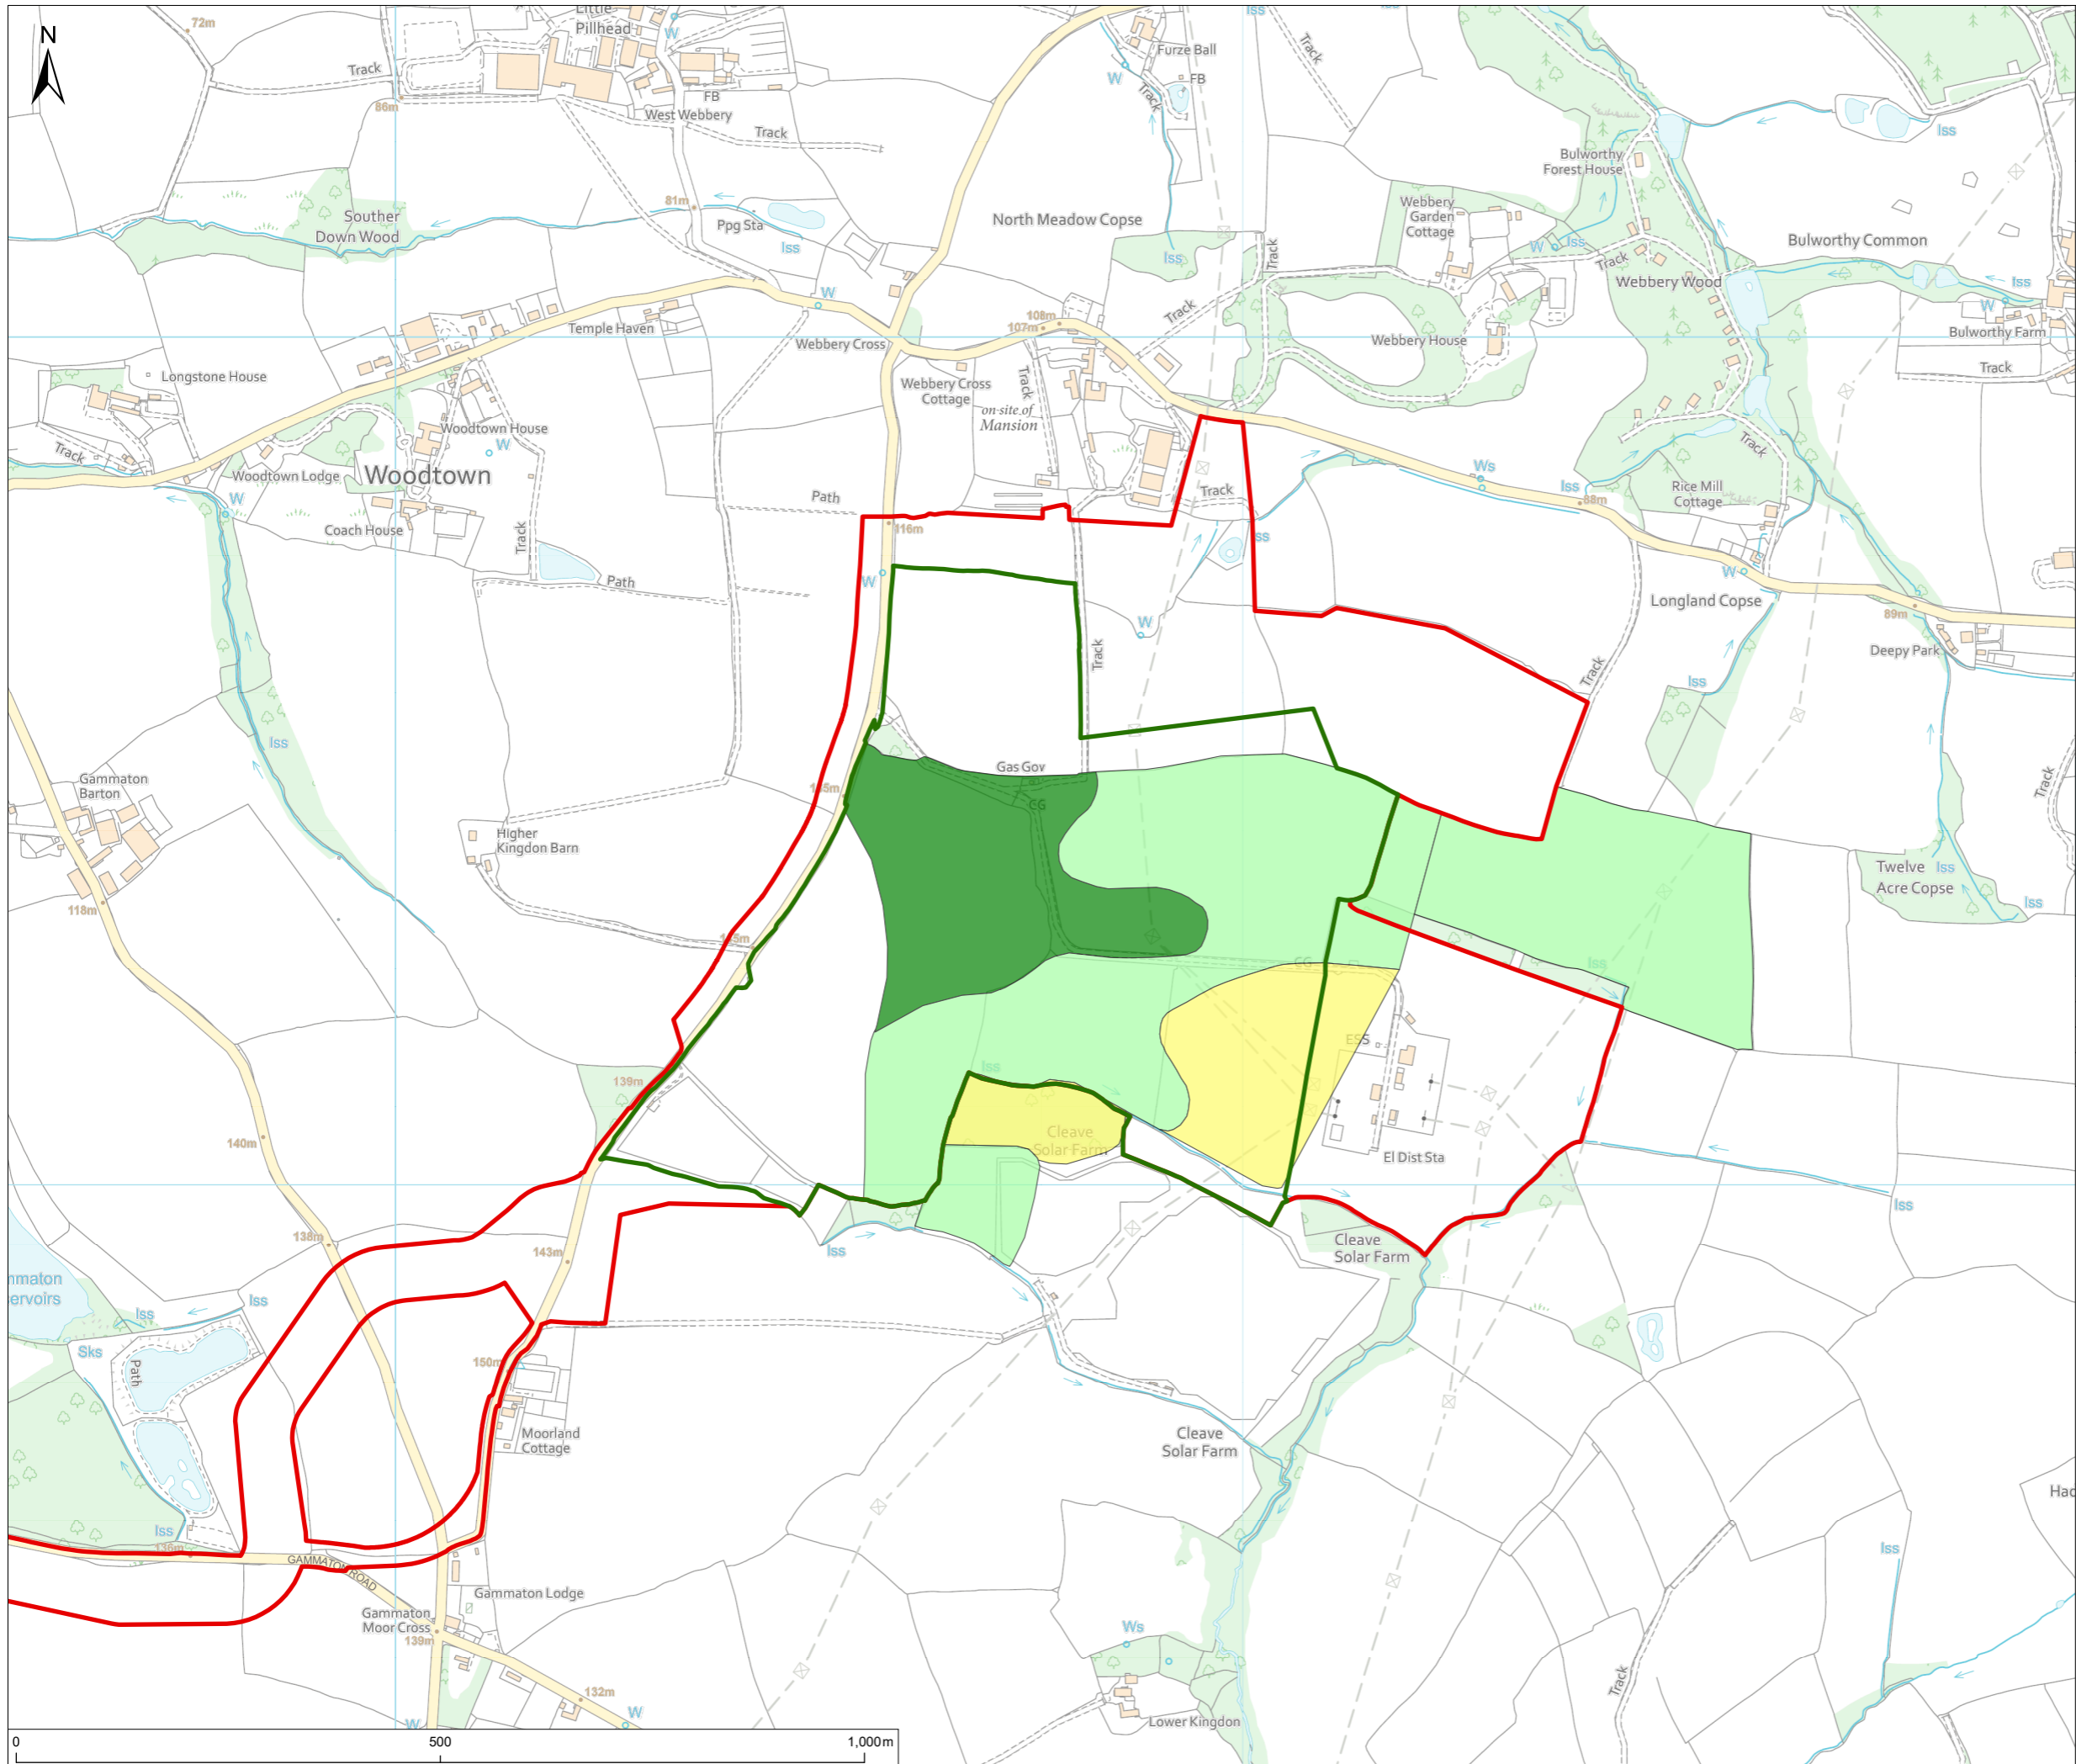 72m
Little
Pillhead
W
Iss
N
Track
Furze Ball
FB
W
Track
Track
86m
FB
West Webbery
Track
Iss
Bulworthy
Forest House
Souther
Down Wood
81m
Ppg Sta
Iss
North Meadow Copse
Iss
Track
Webbery
Garden
Cottage
W
Iss
Track
Webbery Wood
Bulworthy Common
Iss
W
Bulworthy Farm
Track
Temple Haven
W
Webbery Cross
108m
107m
Track
Webbery House
Longstone House
Webbery Cross
Cottage
Track
on site of
Mansion
Woodtown House
W
Woodtown Lodge
Woodtown
Track
W
Coach House
Track
Path
116m
Path
W
Track
Iss
W
Ws
Iss
88m
Rice Mill
Cottage
Track
W
Longland Copse
89m
Deepy Park
Track
Track
Iss
Iss
Gammaton
Barton
Gas Gov
CG
Higher
Kingdon Barn
118m
Track
Twelve
Acre Copse
Iss
Iss
CG
Iss
ESS
Iss
139m
Cleave
Solar Farm
El Dist Sta
140m
138m
143m
Iss
Cleave
Solar Farm
Iss
Iss
Iss
Sks
Path
150m
Moorland
Cottage
Cleave
Solar Farm
Iss
136m
GAMMATON ROAD
Gammaton Lodge
Gammaton
Moor Cross
139m
132m
W
W
Ws
Lower Kingdon
Track
Iss
0
500
1,000m